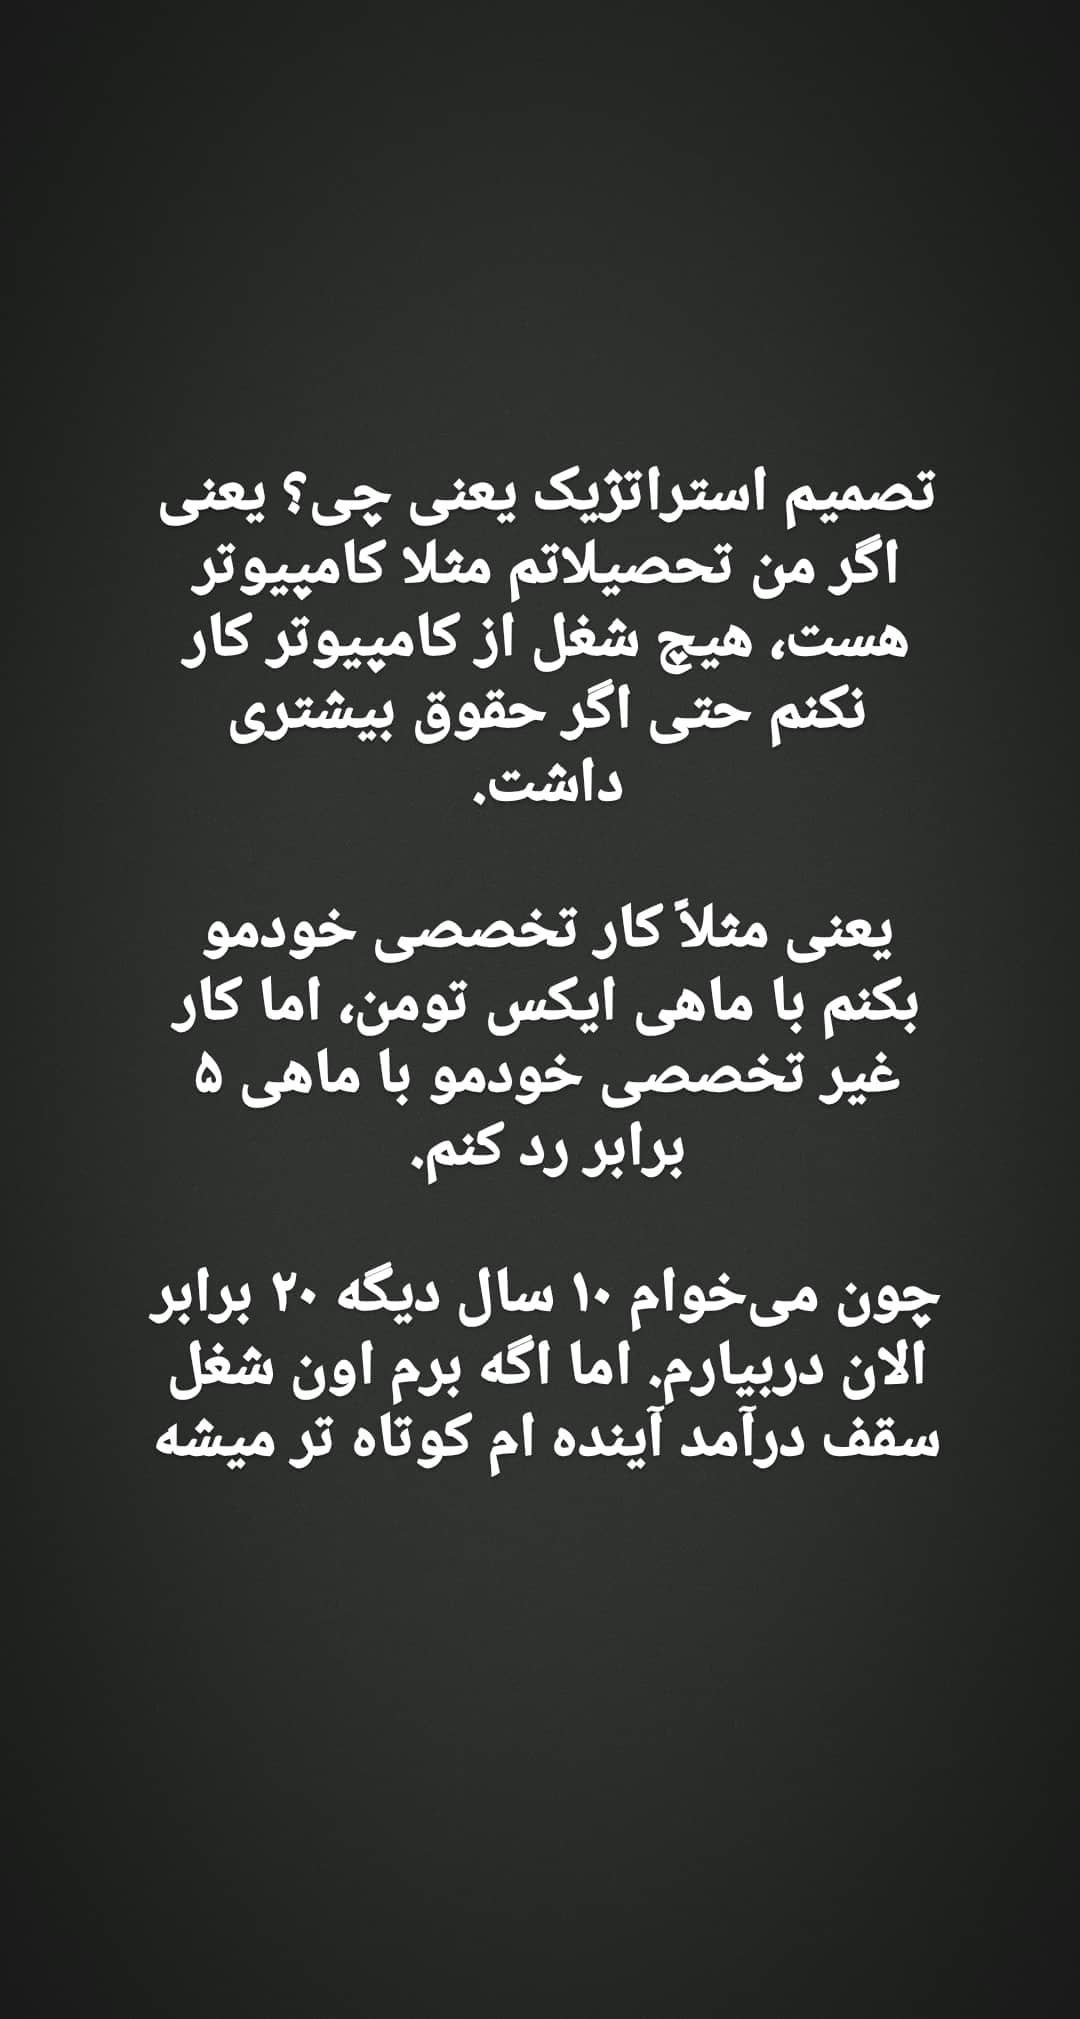 تصمیم استراتژیک یعنی چی؟ یعنی
اگر من تحصیلاتم مثلا کامپیوتر
هست، هیچ شغل از کامپیوتر کار
نکنم حتی اگر حقوق بیشتری
داشت.
یعنی مثلاً کار تخصصی خودمو
بکنم با ماهی ایکس تومن، اما کار
غیر تخصصی خودمو با ماهی ۵
برابر رد کنم.
چون می‌خوام ۱۰ سال دیگه ۲۰ برابر
الان دربیارم. اما اگه برم اون شغل
سقف درآمد آینده ام کوتاه تر میشه